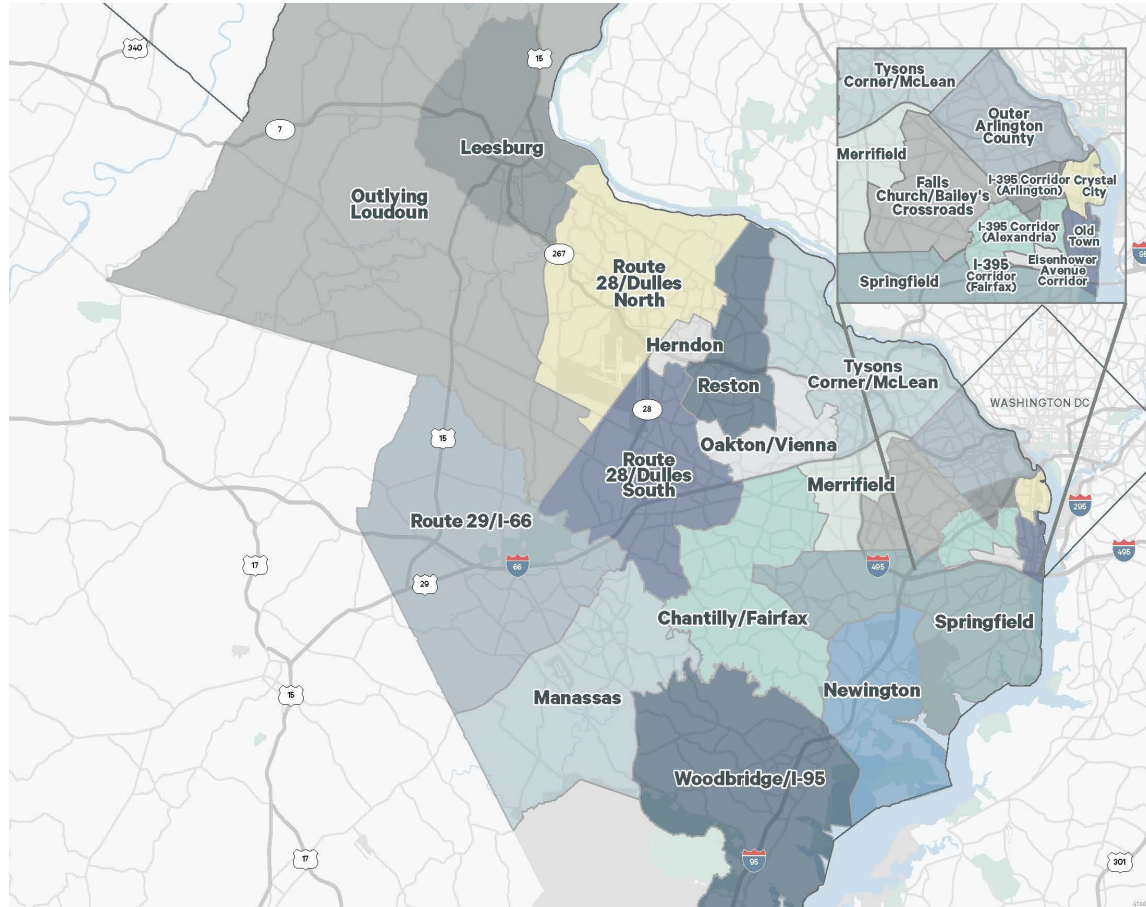 340
15
7
Leesburg
Outlying
Loudoun
267
Route
28/Dulles
North
Herndon
Reston
28
Tysons
Corner/McLean
Oakton/Vienna
Route
28/Dulles
South
Merrifield
15
Route 29/I-66
66
29
17
495
Chantilly/Fairfax
Springfield
Newington
Manassas
15
Woodbridge/I-95
17
95
301
WASHINGTON DC
295
495
Tysons
Corner/McLean
Outer
Arlington
County
Merrifield
Falls
Church/Bailey's
Crossroads
I-395 Corridor
(Arlington)
Crystal
City
I-395 Corridor
(Alexandria)
Old
Town
I-395
Corridor
(Fairfax)
Eisenhower
Avenue
Corridor
Springfield
95